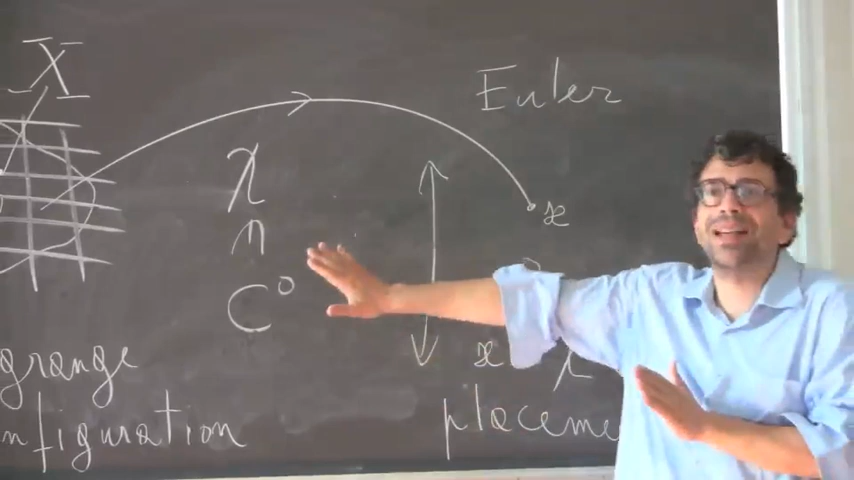 X
Euler
χ
x
∩
C⁰
x
χ
grange
placeme
nfiguration